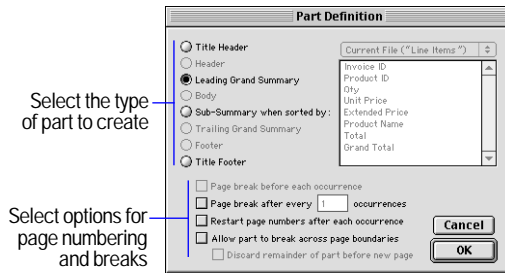 Part Definition
Title Header
Header
Leading Grand Summary
Body
Sub-Summary when sorted by:
Trailing Grand Summary
Footer
Title Footer
Current File ("Line Items")
Invoice ID
Product ID
Qty
Unit Price
Extended Price
Product Name
Total
Grand Total
Select the type
of part to create
Page break before each occurrence
Page break after every 1 occurrences
Restart page numbers after each occurrence
Allow part to break across page boundaries
Discard remainder of part before new page
Select options for
page numbering
and breaks
Cancel
OK